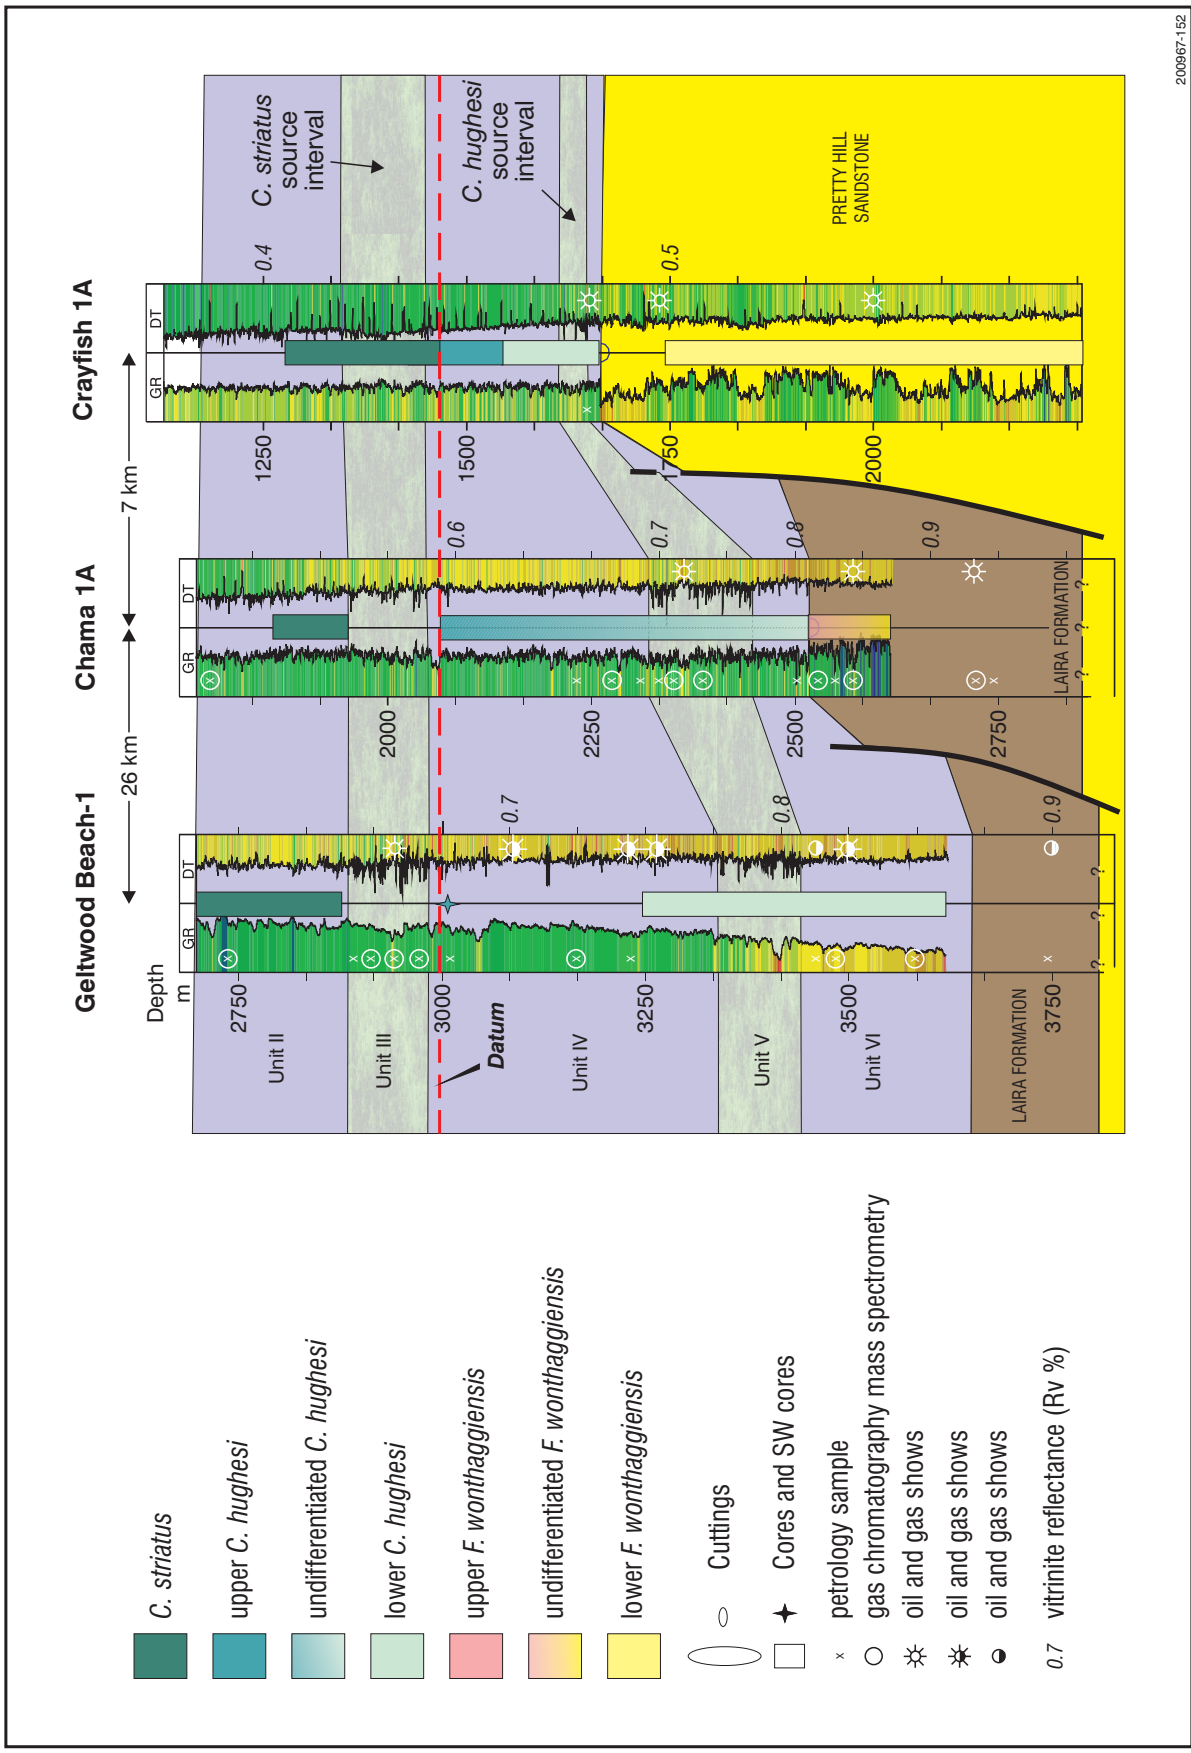 Geltwood Beach-1
26 km
Chama 1A
7 km
Crayfish 1A
Depth
m
GR
DT
GR
DT
GR
DT
2750
3000
3250
3500
3750
0.7
0.8
0.9
2000
2250
2500
2750
0.6
0.7
0.8
0.9
1250
1500
1750
2000
0.4
0.5
Unit II
Unit III
Datum
Unit IV
Unit V
Unit VI
LAIRA FORMATION
LAIRA FORMATION
?
?
?
?
?
?
C. striatus
source
interval
C. hughesi
source
interval
PRETTY HILL
SANDSTONE
C. striatus
upper C. hughesi
undifferentiated C. hughesi
lower C. hughesi
upper F. wonthaggiensis
undifferentiated F. wonthaggiensis
lower F. wonthaggiensis
Cuttings
Cores and SW cores
x petrology sample
gas chromatography mass spectrometry
oil and gas shows
oil and gas shows
oil and gas shows
0.7 vitrinite reflectance (Rv %)
200967-152